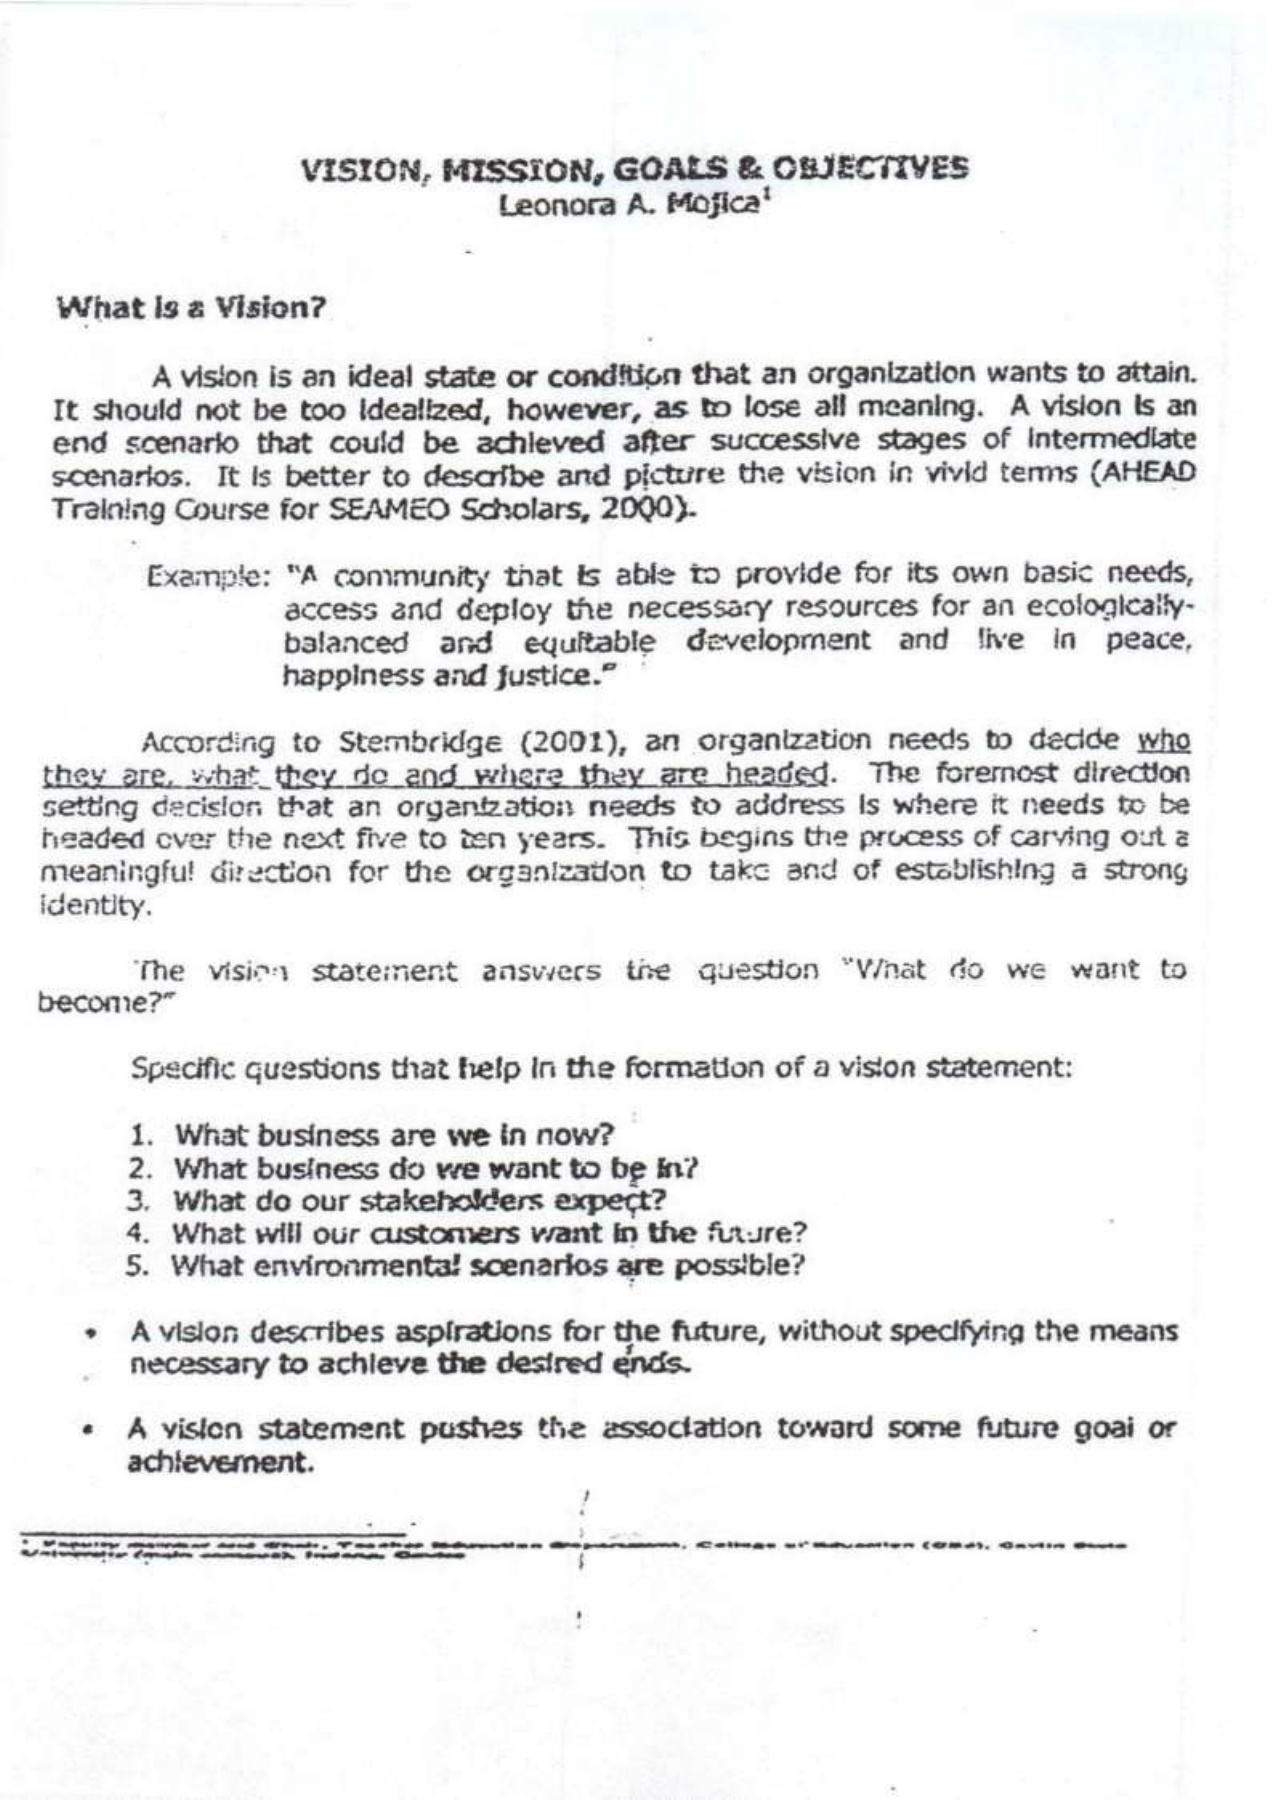 VISION, MISSION, GOALS & OBJECTIVES
Leonora A. Mojica¹
What is a Vision?
A vision is an ideal state or condition that an organization wants to attain.
It should not be too idealized, however, as to lose all meaning. A vision is an
end scenario that could be achieved after successive stages of intermediate
scenarios. It is better to describe and picture the vision in vivid terms (AHEAD
Training Course for SEAMEO Scholars, 2000).
Example: "A community that is able to provide for its own basic needs,
access and deploy the necessary resources for an ecologically-
balanced and equitable development and live in peace,
happiness and justice."
According to Stembridge (2001), an organization needs to decide who
they are, what they do and where they are headed. The foremost direction
setting decision that an organization needs to address is where it needs to be
headed over the next five to ten years. This begins the process of carving out a
meaningful direction for the organization to take and of establishing a strong
identity.
The vision statement answers the question "What do we want to
become?"
Specific questions that help in the formation of a vision statement:
1. What business are we in now?
2. What business do we want to be in?
3. What do our stakeholders expect?
4. What will our customers want in the future?
5. What environmental scenarios are possible?
• A vision describes aspirations for the future, without specifying the means
necessary to achieve the desired ends.
• A vision statement pushes the association toward some future goal or
achievement.